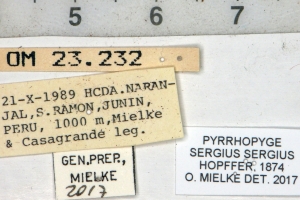 5 6 7
OM 23.232
21-X-1989 HCDA.NARAN-
JAL,S.RAMON,JUNIN,
PERU, 1000 m,Mielke
& Casagrande leg.
GEN.PREP,
MIELKE
2017
PYRRHOPYGE
SERGIUS SERGIUS
HOPFFER, 1874
O. MIELKE DET. 2017